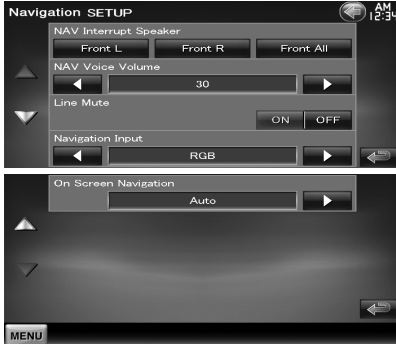 Navigation SETUP
AM
12:34
NAV Interrupt Speaker
Front L Front R Front All
NAV Voice Volume
30
Line Mute
ON OFF
Navigation Input
RGB
On Screen Navigation
Auto
MENU